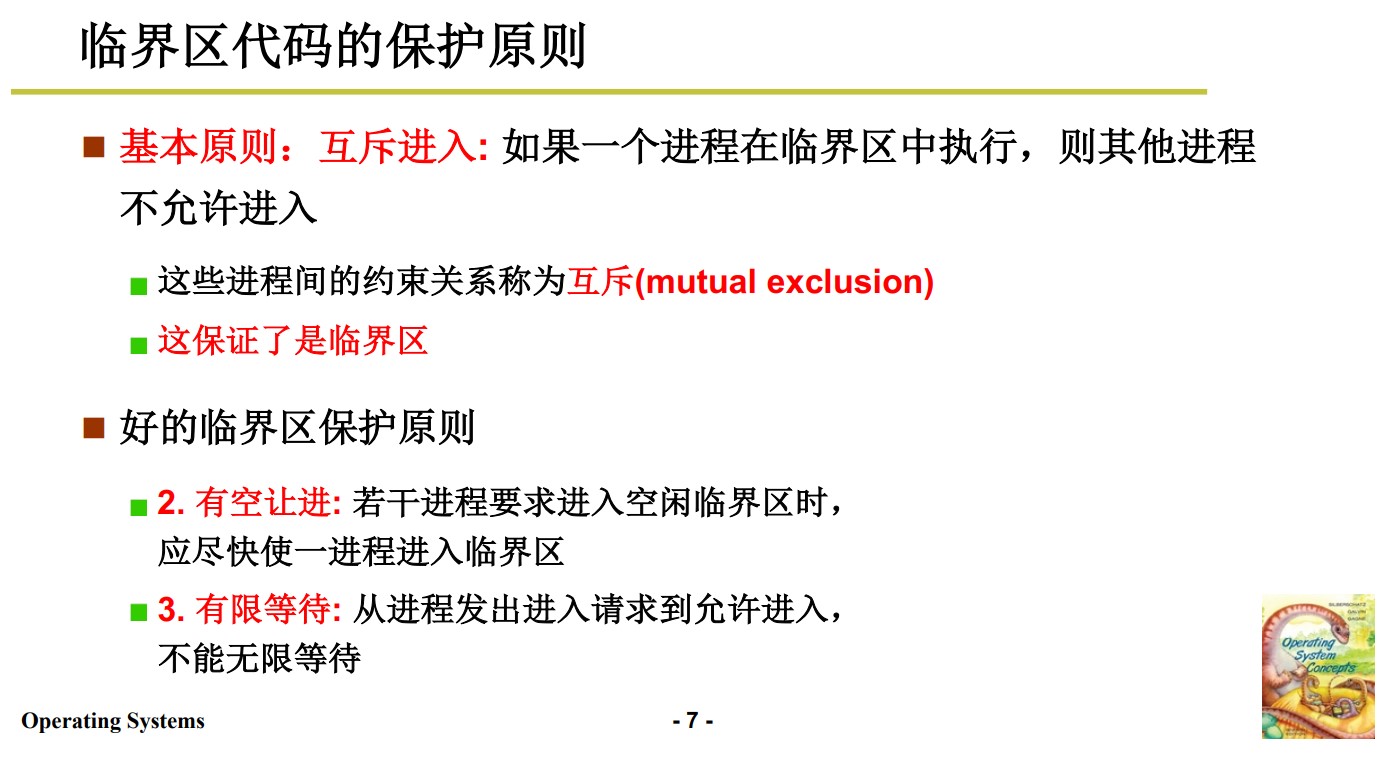 临界区代码的保护原则
基本原则：互斥进入: 如果一个进程在临界区中执行，则其他进程
不允许进入
这些进程间的约束关系称为互斥(mutual exclusion)
这保证了是临界区
好的临界区保护原则
2. 有空让进: 若干进程要求进入空闲临界区时，
应尽快使一进程进入临界区
3. 有限等待: 从进程发出进入请求到允许进入，
不能无限等待
SILBERSCHATZ
GALVIN
GAGNE
Operating
System
Concepts
Operating Systems
- 7 -